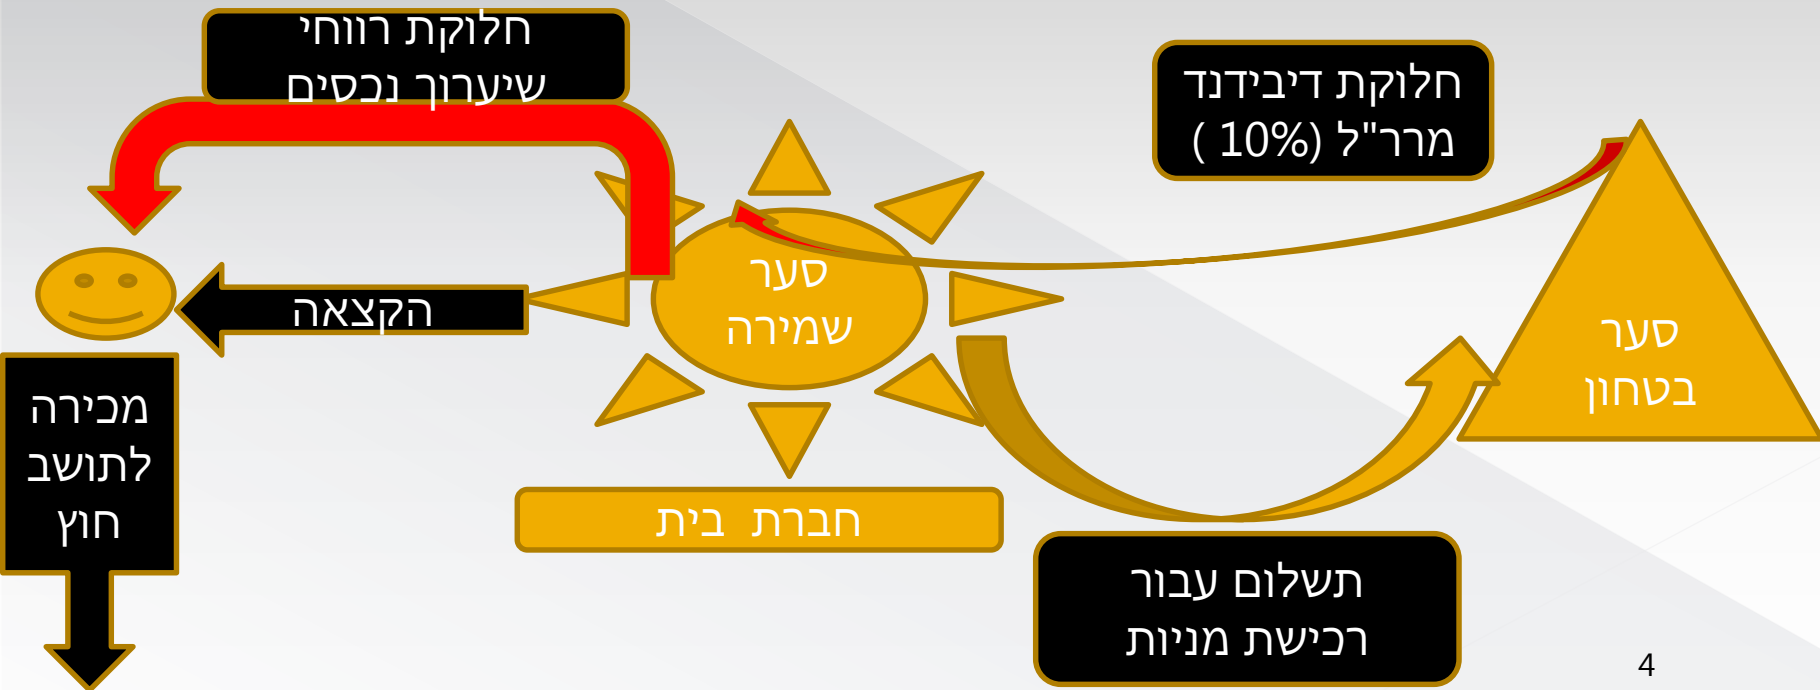 חלוקת רווחי
שיערוך נכסים
חלוקת דיבידנד
מרר"ל (10% )
סער
שמירה
הקצאה
סער
בטחון
מכירה
לתושב
חוץ
חברת בית
תשלום עבור
רכישת מניות
4